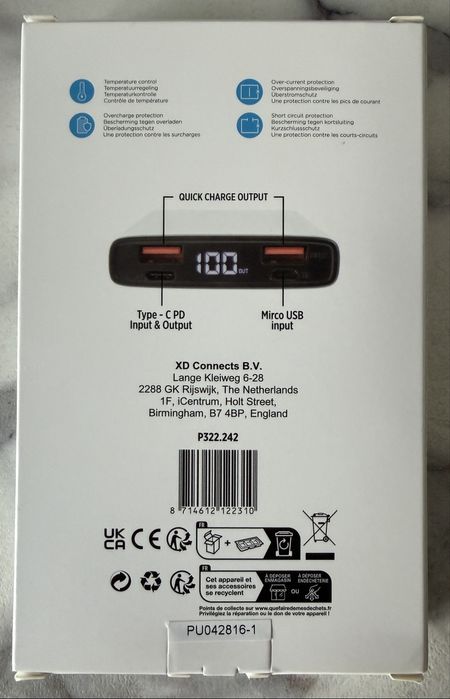 Temperature control
Temperatuurregeling
Temperaturkontrolle
Contrôle de température
Over-current protection
Overspanningsbeveiliging
Überstromschutz
Une protection contre les pics de courant
Overcharge protection
Bescherming tegen overladen
Überladungsschutz
Une protection contre les surcharges
Short circuit protection
Bescherming tegen kortsluiting
Kurzschlussschutz
Une protection contre les courts-circuits
QUICK CHARGE OUTPUT
100 OUT
Type - C PD
Input & Output
Mirco USB
input
XD Connects B.V.
Lange Kleiweg 6-28
2288 GK Rijswijk, The Netherlands
1F, iCentrum, Holt Street,
Birmingham, B7 4BP, England
P322.242
8 714612 122310
UK
CA
CE
FR
+
FR
Cet appareil et
ses accessoires
se recyclent
À DÉPOSER
EN MAGASIN
OU
À DÉPOSER
EN DÉCHÈTERIE
Points de collecte sur www.quefairedemesdechets.fr
Privilégiez la réparation ou le don de votre appareil !
PU042816-1